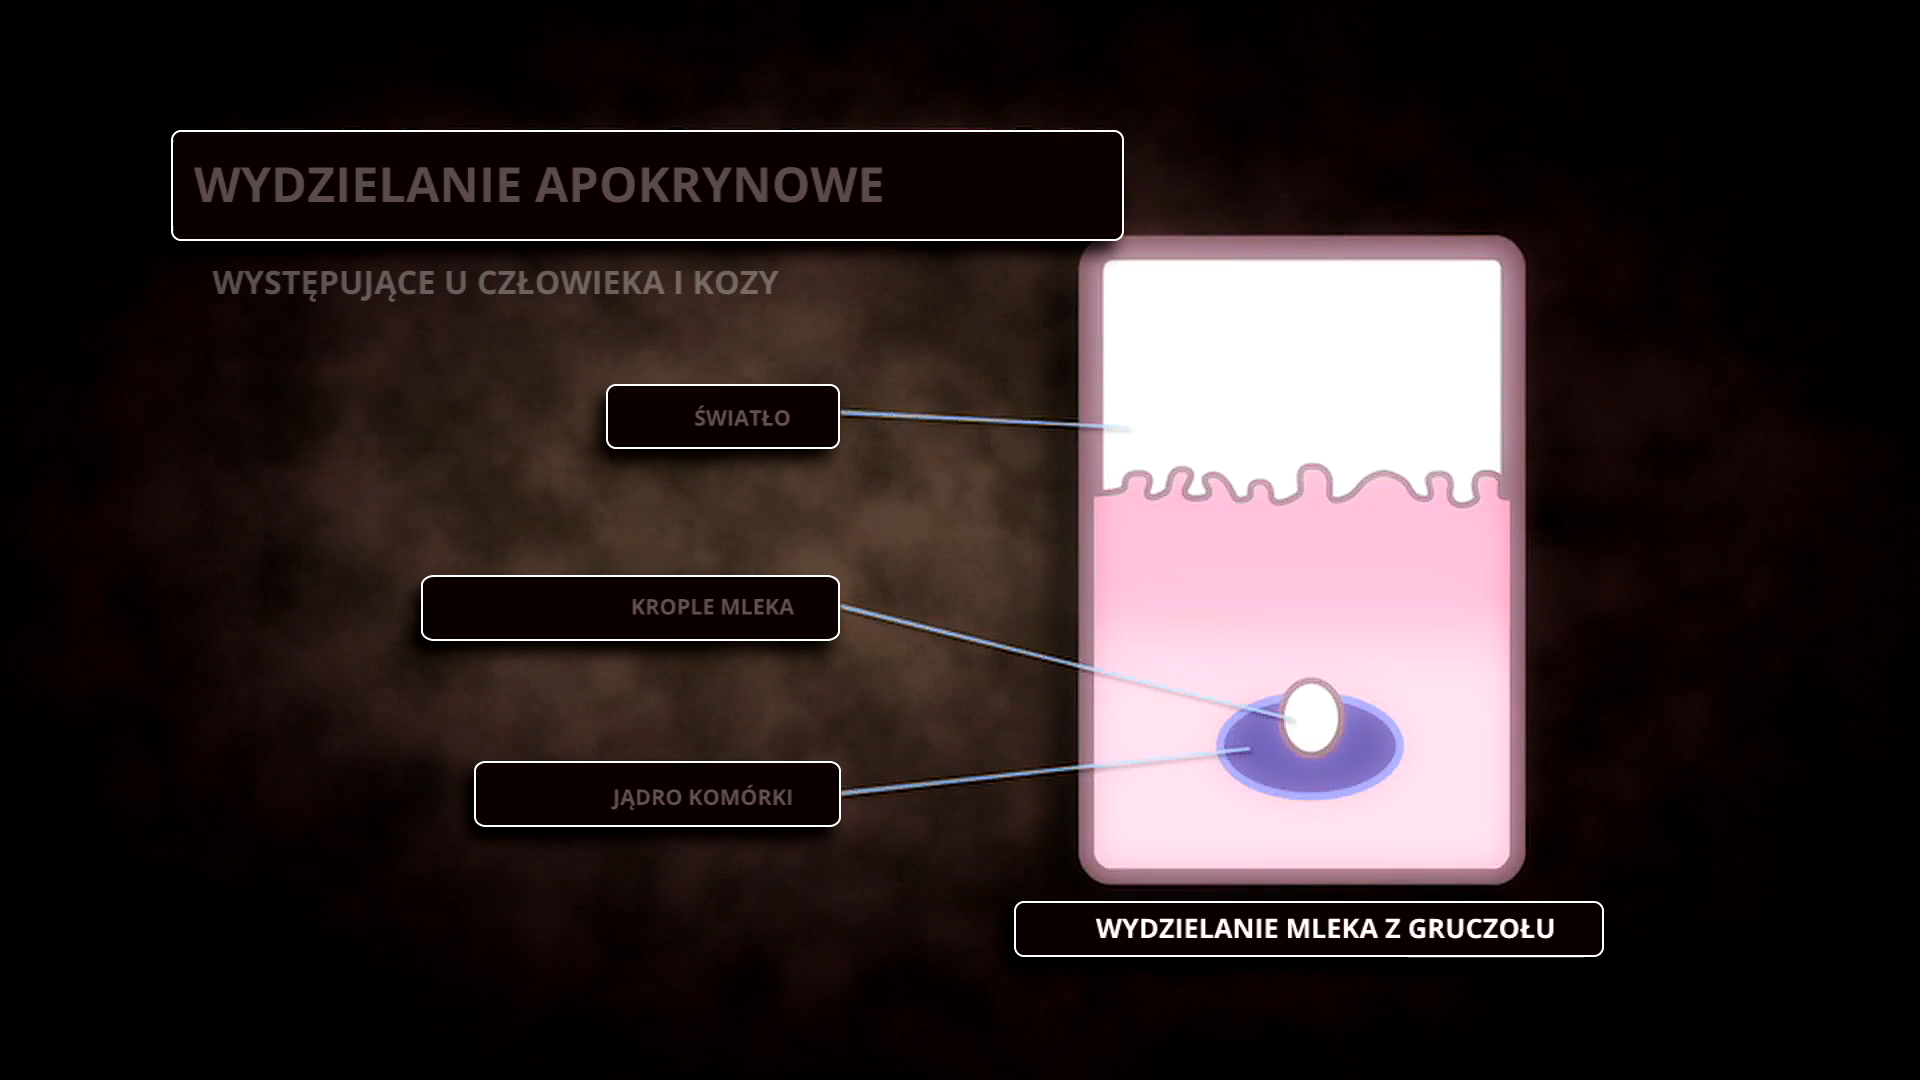 WYDZIELANIE APOKRYNOWE
WYSTĘPUJĄCE U CZŁOWIEKA I KOZY
ŚWIATŁO
KROPLE MLEKA
JĄDRO KOMÓRKI
WYDZIELANIE MLEKA Z GRUCZOŁU